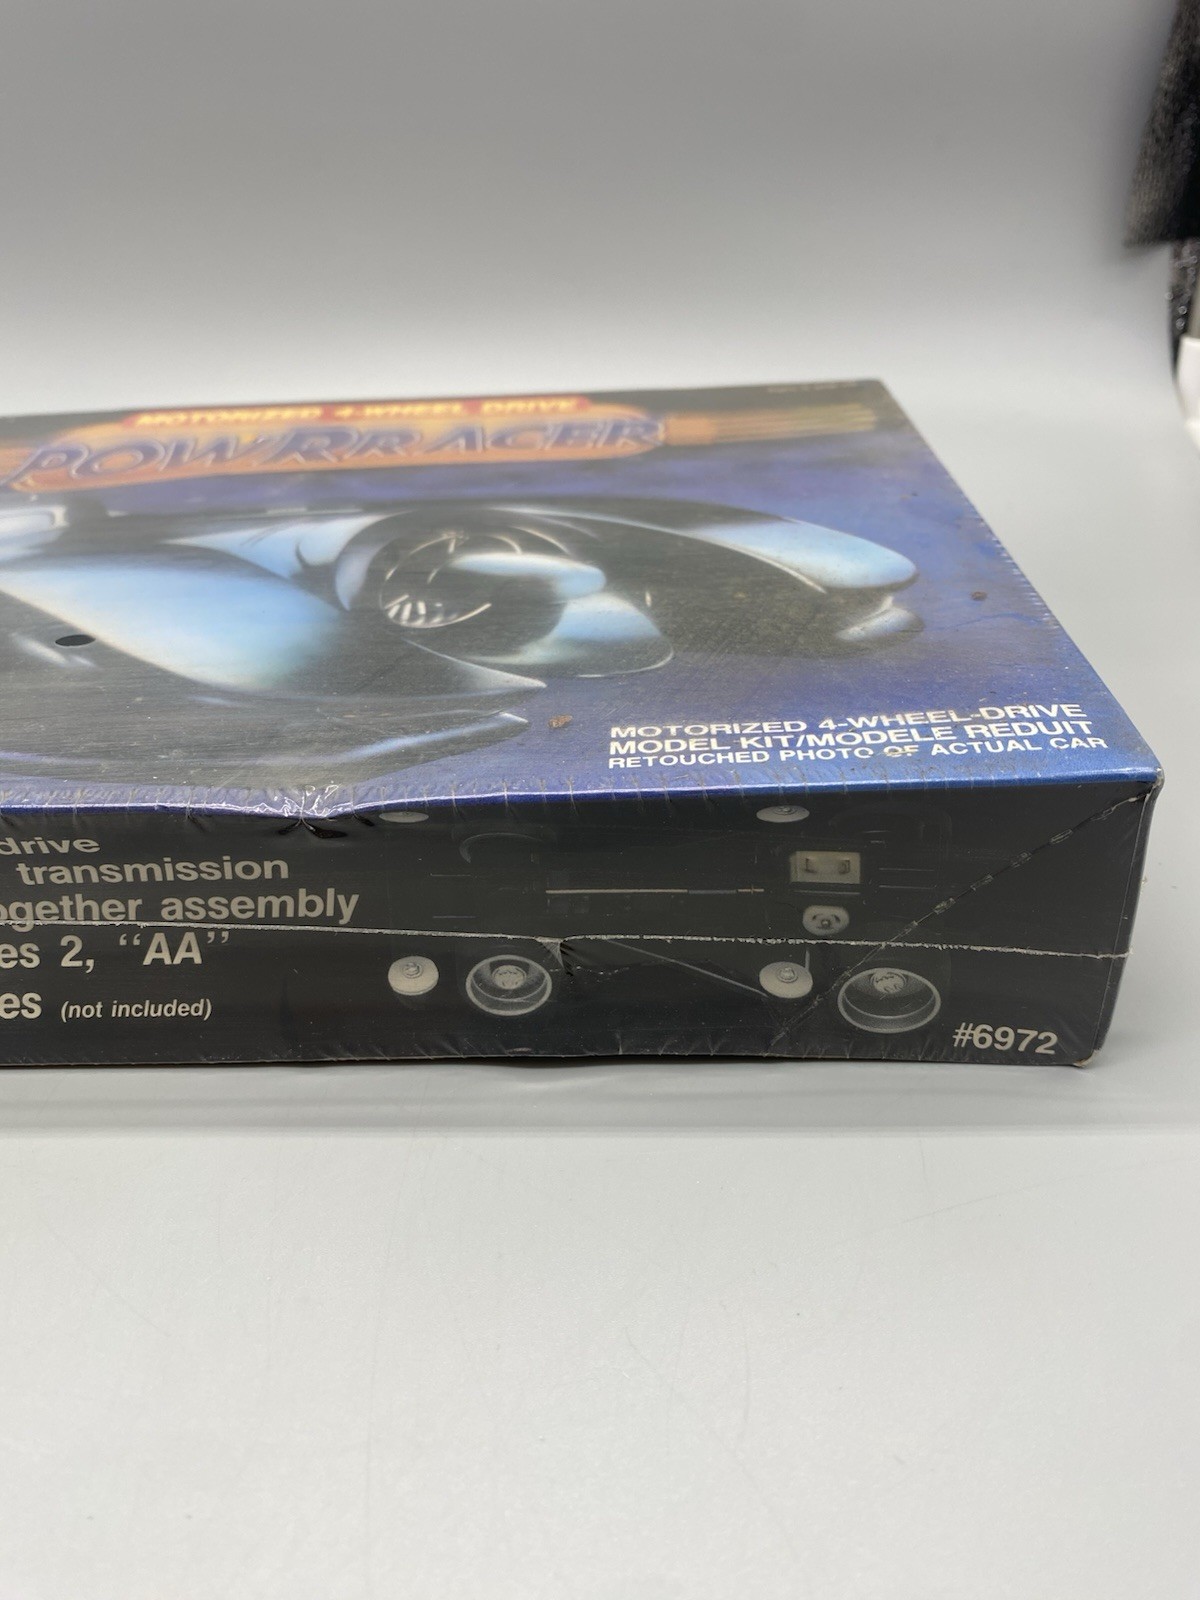 MOTORIZED 4-WHEEL DRIVE
POWRRACER
MOTORIZED 4-WHEEL-DRIVE
MODEL KIT/MODELE REDUIT
RETOUCHED PHOTO OF ACTUAL CAR
drive
transmission
ogether assembly
es 2, “AA”
es (not included)
#6972